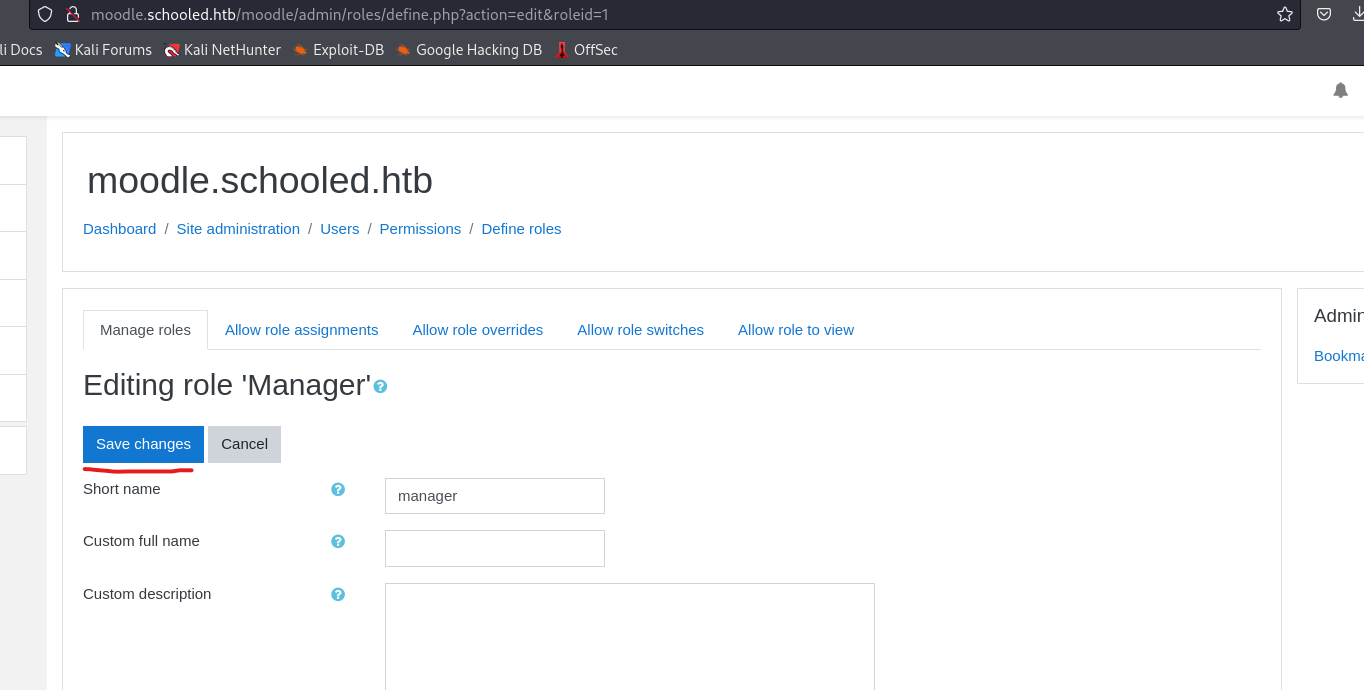 moodle.schooled.htb/moodle/admin/roles/define.php?action=edit&roleid=1
li Docs Kali Forums Kali NetHunter Exploit-DB Google Hacking DB OffSec
moodle.schooled.htb
Dashboard / Site administration / Users / Permissions / Define roles
Manage roles Allow role assignments Allow role overrides Allow role switches Allow role to view
Admin
Bookma
Editing role 'Manager'
Save changes Cancel
Short name manager
Custom full name
Custom description